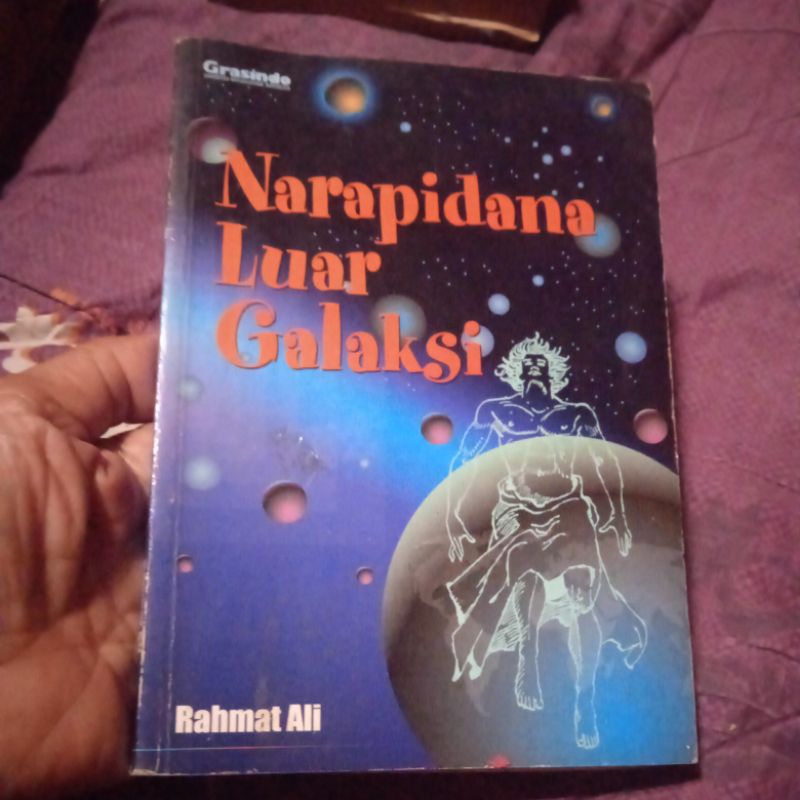 Grasindo
Narapidana
Luar
Galaksi
Rahmat Ali